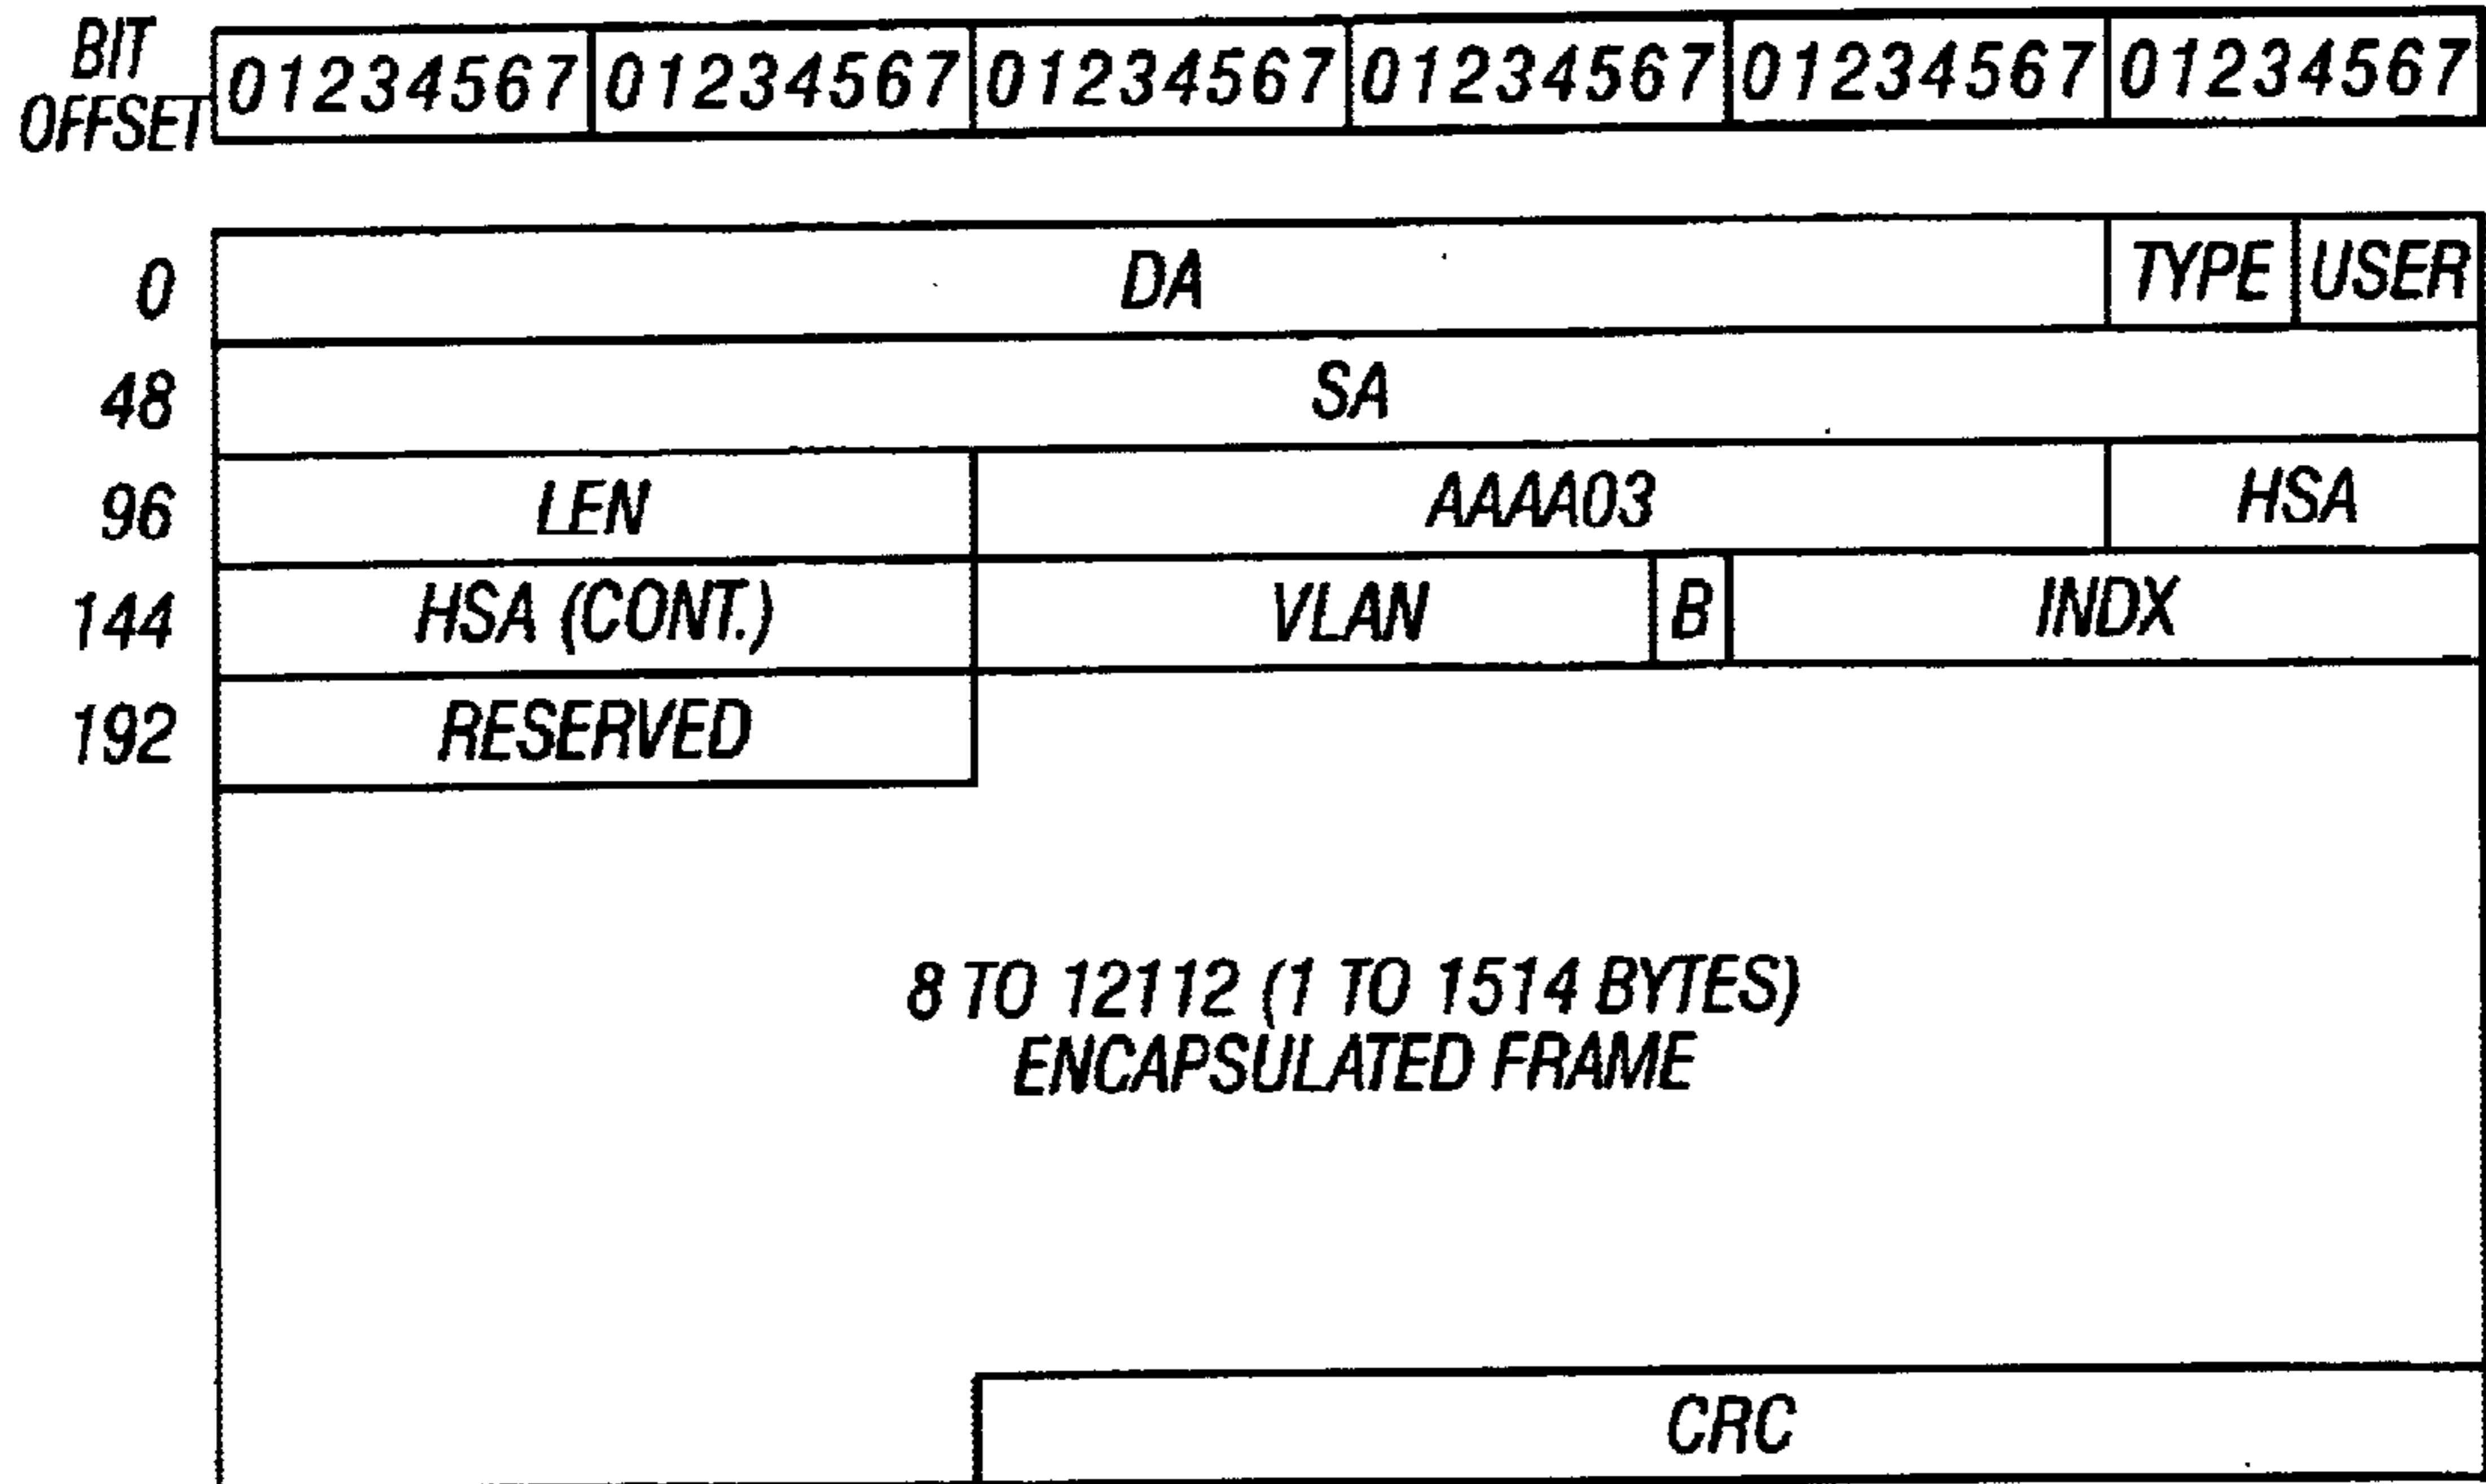 BIT
OFFSET 01234567 01234567 01234567 01234567 01234567 01234567
0 DA TYPE USER
48 SA
96 LEN AAAA03 HSA
144 HSA (CONT.) VLAN B INDX
192 RESERVED
8 TO 12112 (1 TO 1514 BYTES)
ENCAPSULATED FRAME
CRC